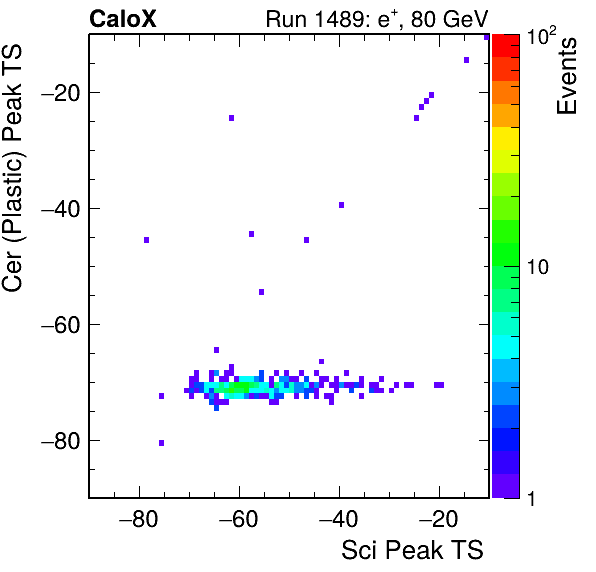 CaloX Run 1489: e⁺, 80 GeV
Cer (Plastic) Peak TS
−20
−40
−60
−80
−80 −60 −40 −20
Sci Peak TS
10²
10
1
Events